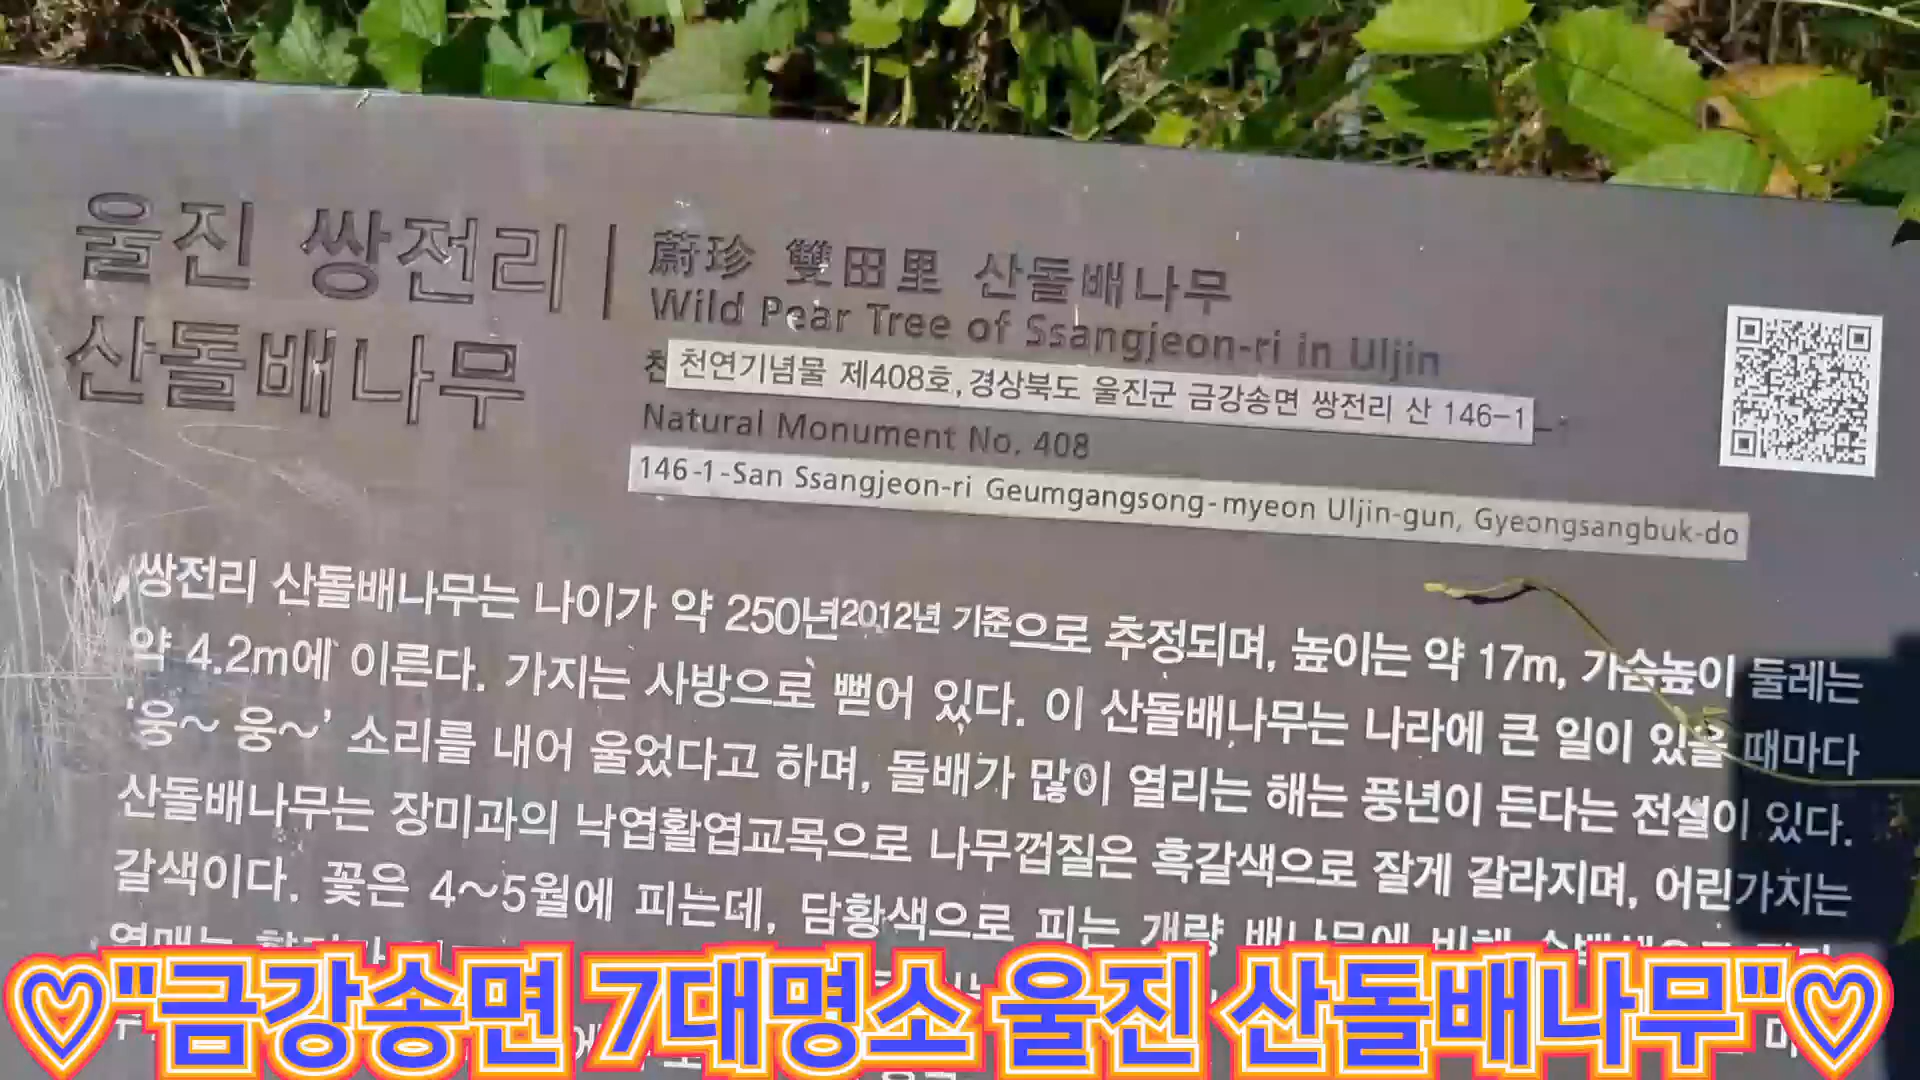 울진 쌍전리
산돌배나무
蔚珍 雙田里 산돌배나무
Wild Pear Tree of Ssangjeon-ri in Uljin
천 천연기념물 제408호, 경상북도 울진군 금강송면 쌍전리 산 146-1
Natural Monument No. 408
146-1-San Ssangjeon-ri Geumgangsong-myeon Uljin-gun, Gyeongsangbuk-do
쌍전리 산돌배나무는 나이가 약 250년2012년 기준으로 추정되며, 높이는 약 17m, 가슴높이 둘레는
약 4.2m에 이른다. 가지는 사방으로 뻗어 있다. 이 산돌배나무는 나라에 큰 일이 있을 때마다
'웅~ 웅~' 소리를 내어 울었다고 하며, 돌배가 많이 열리는 해는 풍년이 든다는 전설이 있다.
산돌배나무는 장미과의 낙엽활엽교목으로 나무껍질은 흑갈색으로 잘게 갈라지며, 어린가지는
갈색이다. 꽃은 4~5월에 피는데, 담황색으로 피는 개량 배나무에 비해
♡"금강송면 7대명소 울진 산돌배나무"♡